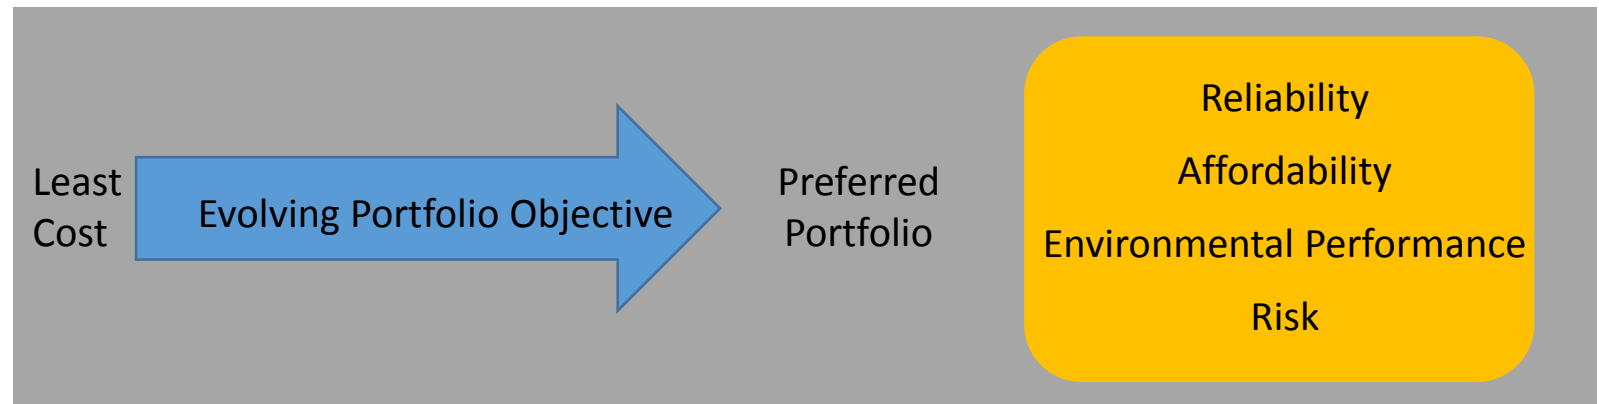 Least
Cost
Evolving Portfolio Objective
Preferred
Portfolio
Reliability
Affordability
Environmental Performance
Risk